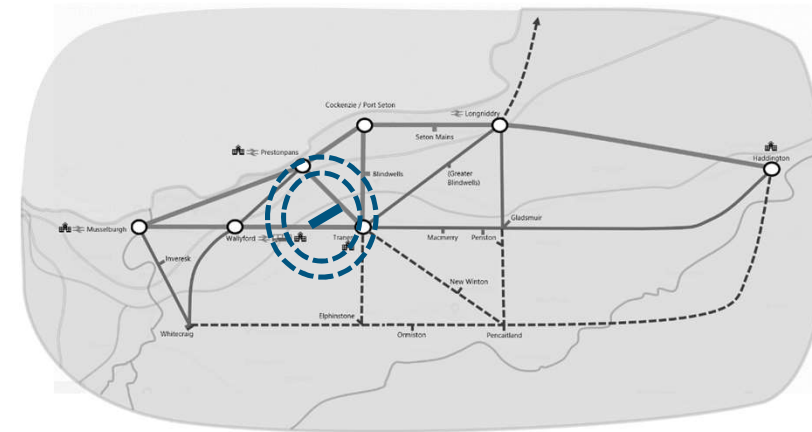 Cockenzie / Port Seton
Longniddry
Seton Mains
Prestonpans
Haddington
Blindwells
(Greater
Blindwells)
Gladsmuir
Musselburgh
Wallyford
Macmerry
Penston
Inveresk
New Winton
Elphinstone
Whitecraig
Ormiston
Pencaitland